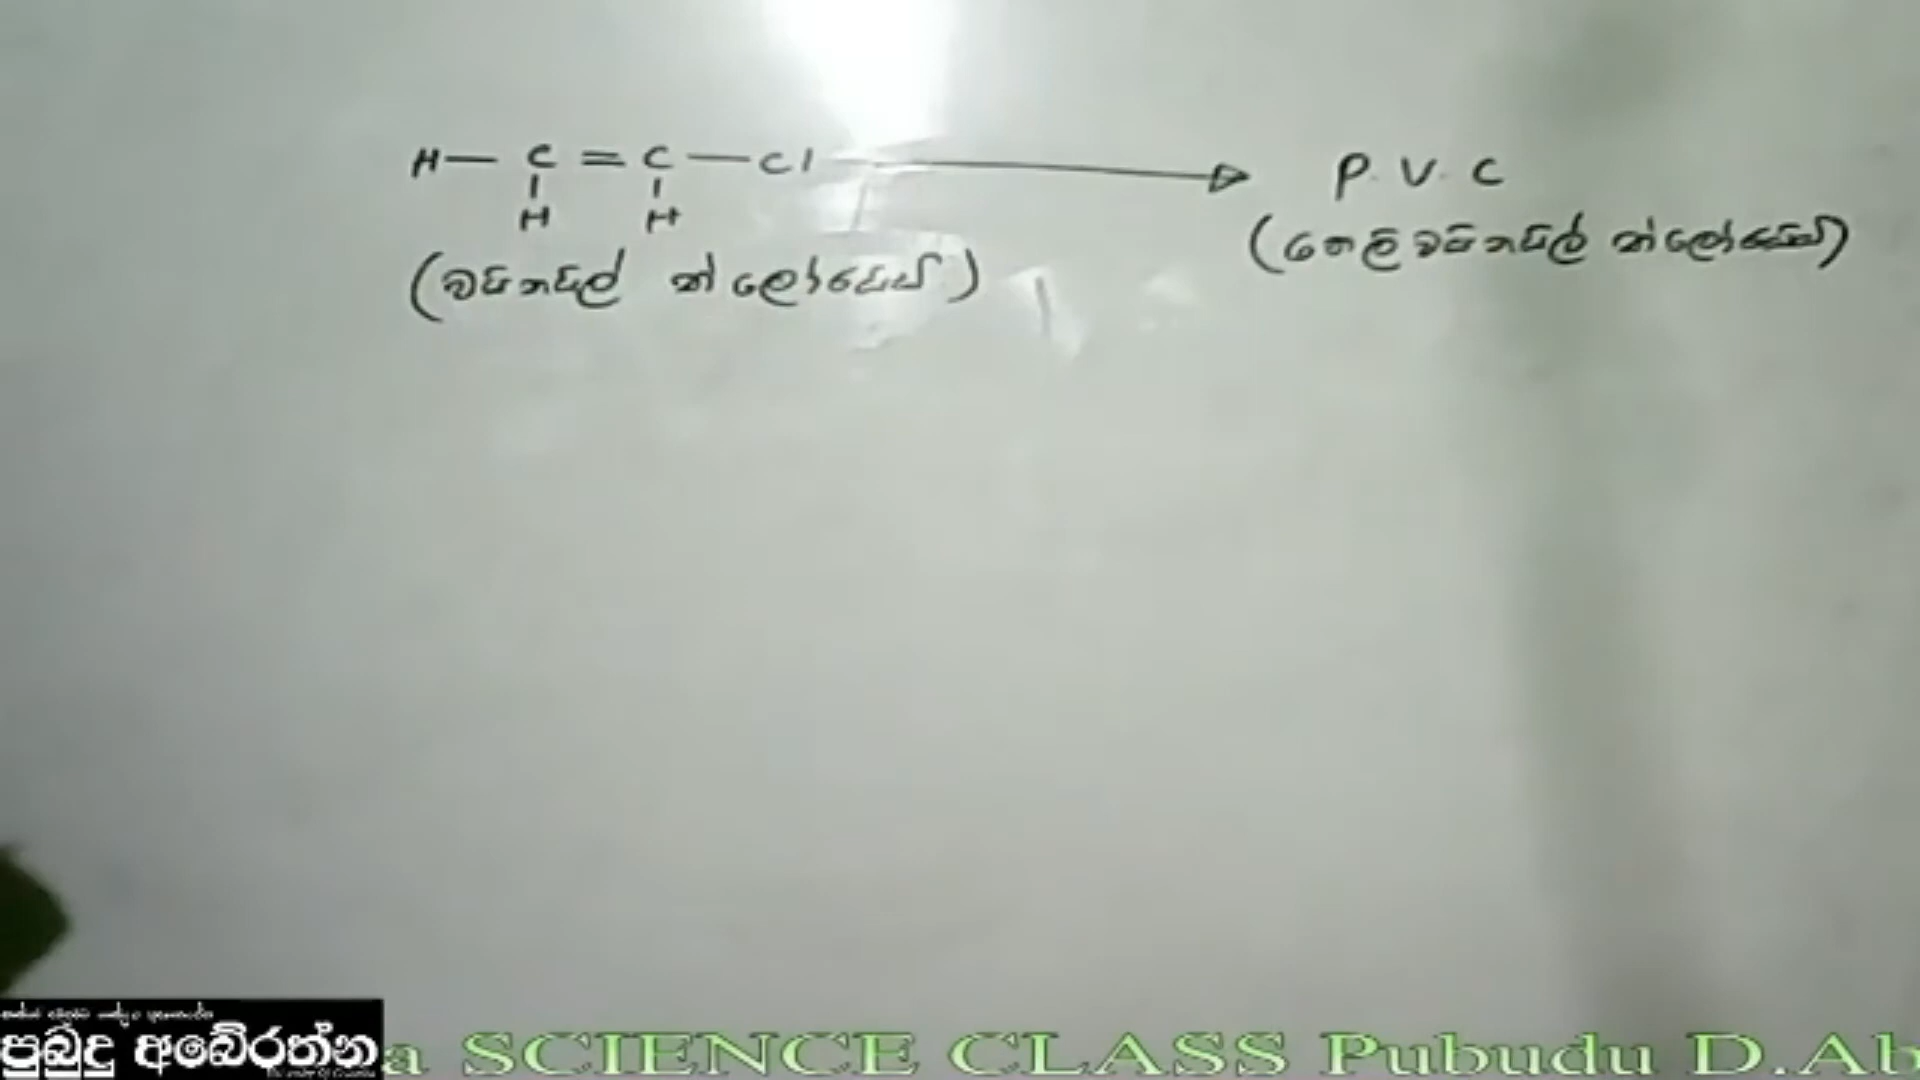 H — C = C — Cl → P. V. C
H H
(වයිනයිල් ක්ලෝරයිඩ්)
(පොලිවයිනයිල් ක්ලෝරයිඩ්)
පුබුදු අබේරත්න
a SCIENCE CLASS Pubudu D.Ab